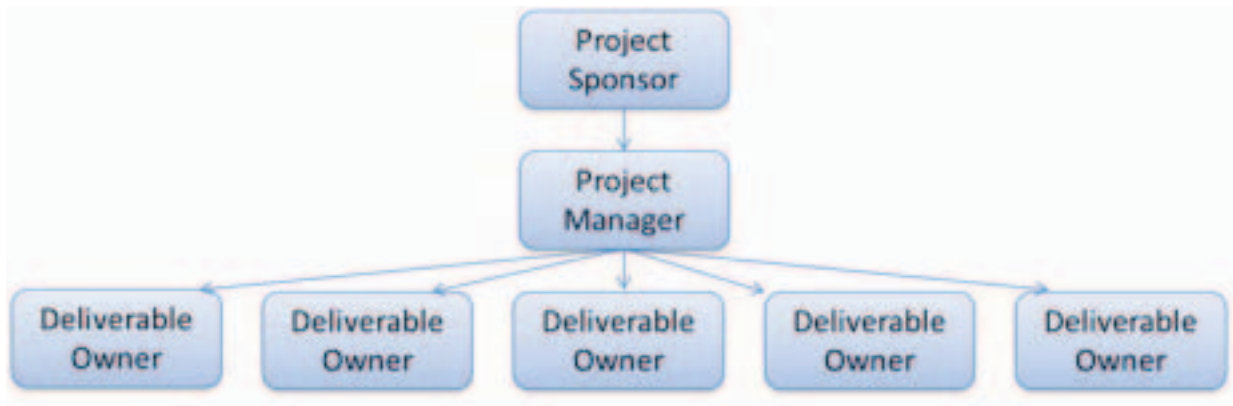 Project
Sponsor
Project
Manager
Deliverable
Owner
Deliverable
Owner
Deliverable
Owner
Deliverable
Owner
Deliverable
Owner